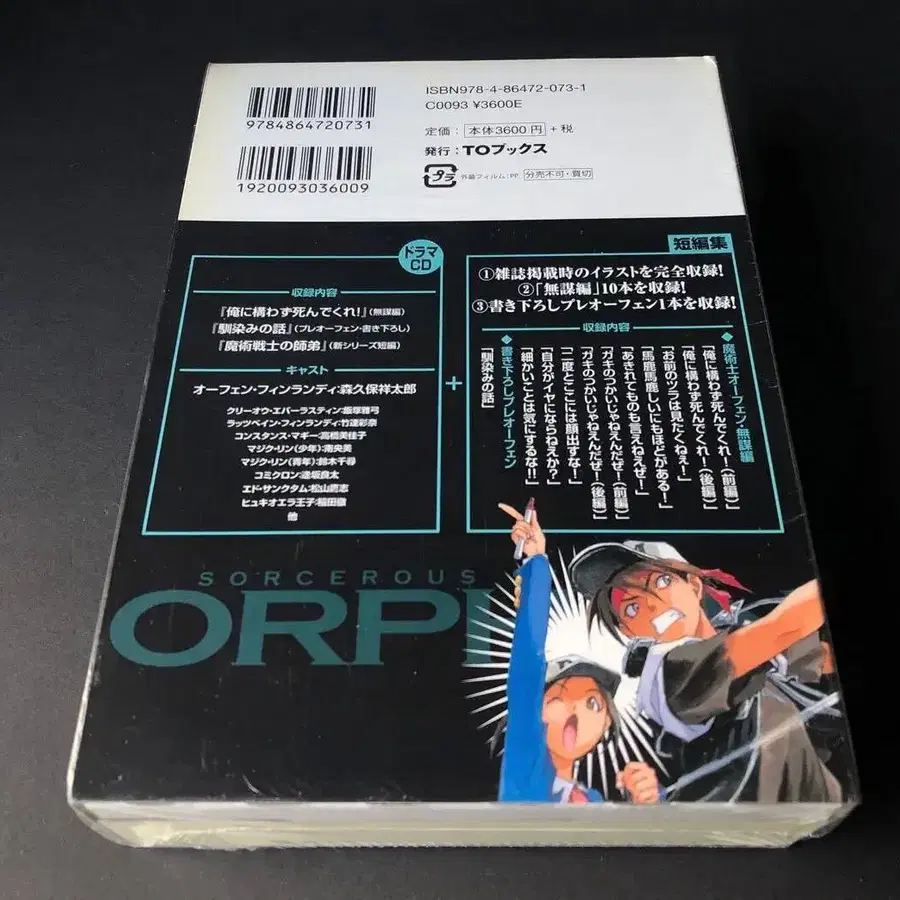 ISBN978-4-86472-073-1
C0093 ¥3600E
9784864720731
定価：本体3600円+税
発行：TOブックス
1920093036009
プラ 外装フィルム:PP 分売不可・買切
ドラマCD
収録内容
『俺に構わず死んでくれ!』(無謀編)
『馴染みの話』(プレオーフェン・書き下ろし)
『魔術戦士の師弟』(新シリーズ短編)
キャスト
オーフェン・フィンランディ:森久保祥太郎
クリーオウ・エバーラスティン:飯塚雅弓
ラッツベイン・フィンランディ:竹達彩奈
コンスタンス・マギー:高橋美佳子
マジク・リン(少年):南央美
マジク・リン(青年):鈴木千尋
コミクロン:逢坂良太
エド・サンクタム:松山鷹志
ヒュキオエラ王子:稲田徹
他
+
短編集
①雑誌掲載時のイラストを完全収録!
②「無謀編」10本を収録!
③書き下ろしプレオーフェン1本を収録!
収録内容
魔術士オーフェン・無謀編
「俺に構わず死んでくれ!(前編)」
「俺に構わず死んでくれ!(後編)」
「お前のツラは見たくねぇ!」
「馬鹿馬鹿しいにもほどがある!」
「あきれてものも言えねえぜ!」
「ガキのつかいじゃねえんだぜ!(前編)」
「ガキのつかいじゃねえんだぜ!(後編)」
「二度とここには顔出すな!」
「自分がイヤにならねえか?」
「細かいことは気にするな!」
書き下ろしプレオーフェン
「馴染みの話」
SORCEROUS
ORPH